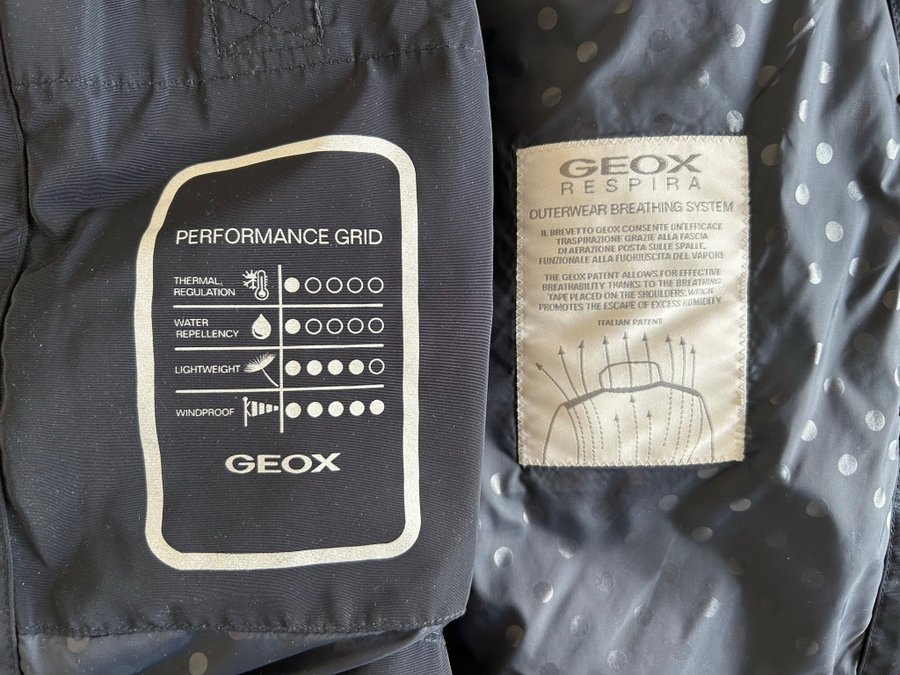 PERFORMANCE GRID
THERMAL
REGULATION
WATER
REPELLENCY
LIGHTWEIGHT
WINDPROOF
GEOX
GEOX
RESPIRA
OUTERWEAR BREATHING SYSTEM
IL BREVETTO GEOX CONSENTE UN'EFFICACE
TRASPIRAZIONE GRAZIE ALLA FASCIA
DI AERAZIONE POSTA SULLE SPALLE,
FUNZIONALE ALLA FUORIUSCITA DEL VAPORE
THE GEOX PATENT ALLOWS FOR EFFECTIVE
BREATHABILITY THANKS TO THE BREATHING
TAPE PLACED ON THE SHOULDERS, WHICH
PROMOTES THE ESCAPE OF EXCESS HUMIDITY
ITALIAN PATENT